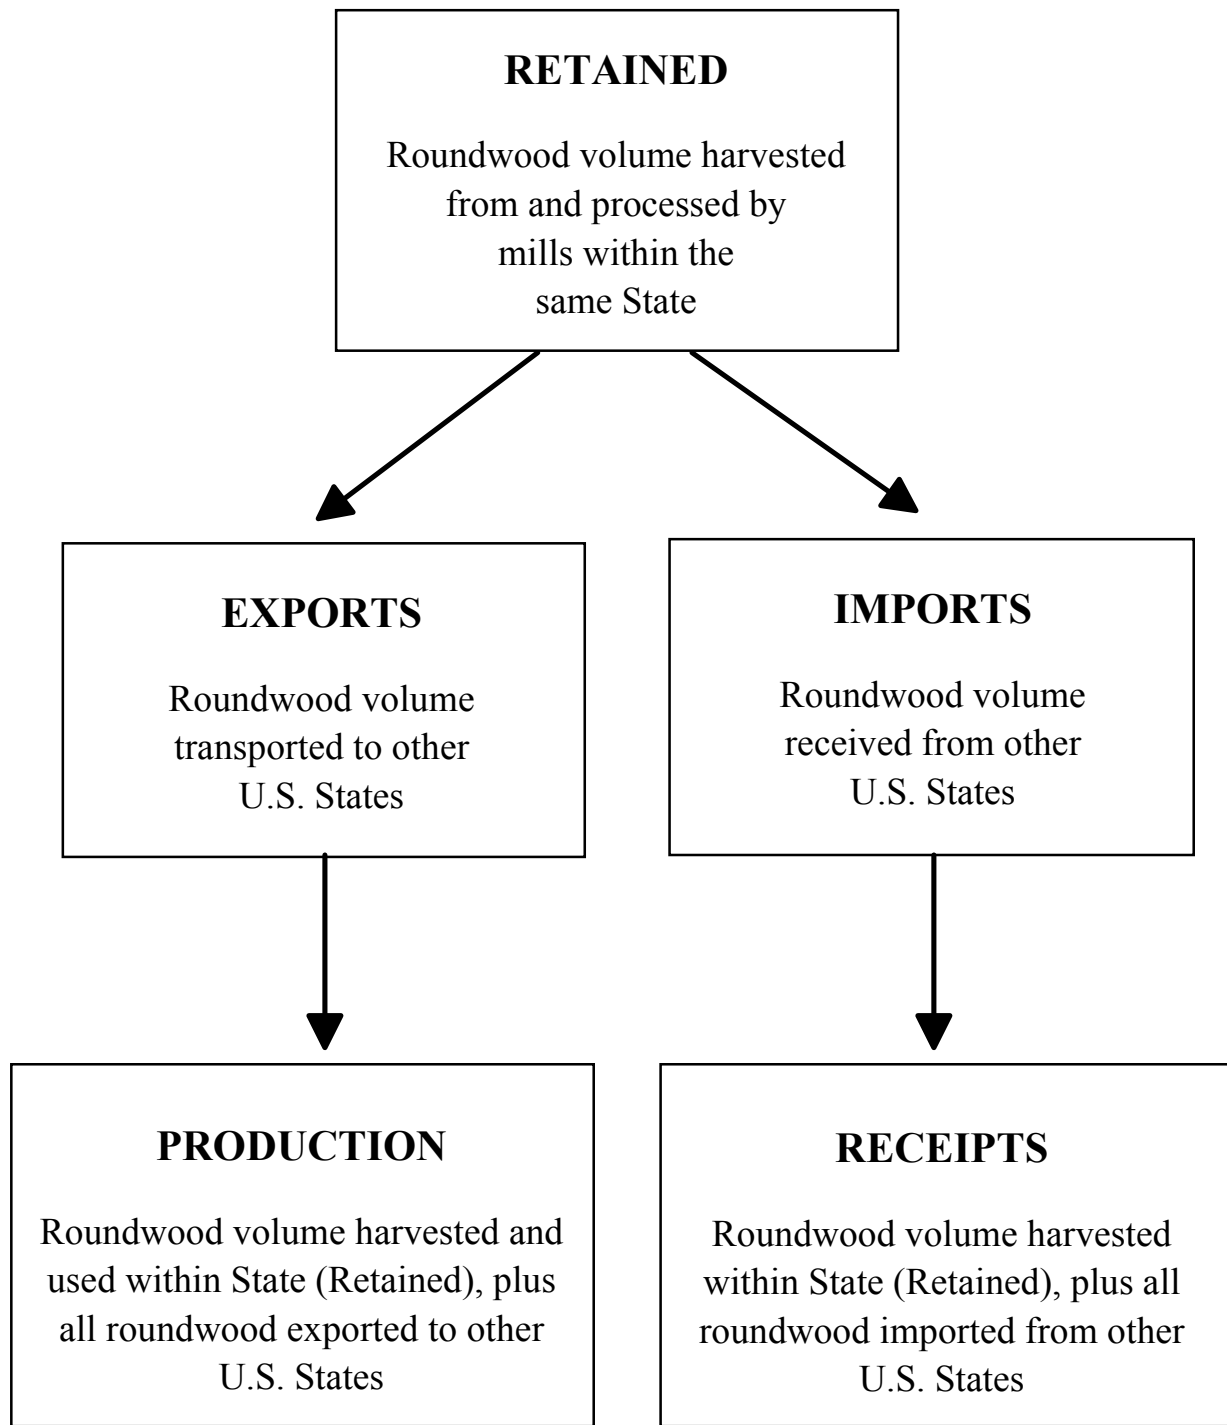 RETAINED
Roundwood volume harvested
from and processed by
mills within the
same State
EXPORTS
Roundwood volume
transported to other
U.S. States
IMPORTS
Roundwood volume
received from other
U.S. States
PRODUCTION
Roundwood volume harvested and
used within State (Retained), plus
all roundwood exported to other
U.S. States
RECEIPTS
Roundwood volume harvested
within State (Retained), plus all
roundwood imported from other
U.S. States